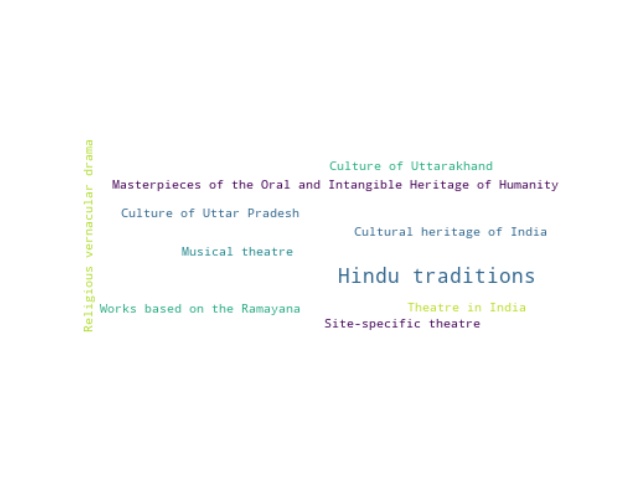 Religious vernacular drama
Culture of Uttarakhand
Masterpieces of the Oral and Intangible Heritage of Humanity
Culture of Uttar Pradesh
Cultural heritage of India
Musical theatre
Hindu traditions
Works based on the Ramayana
Theatre in India
Site-specific theatre